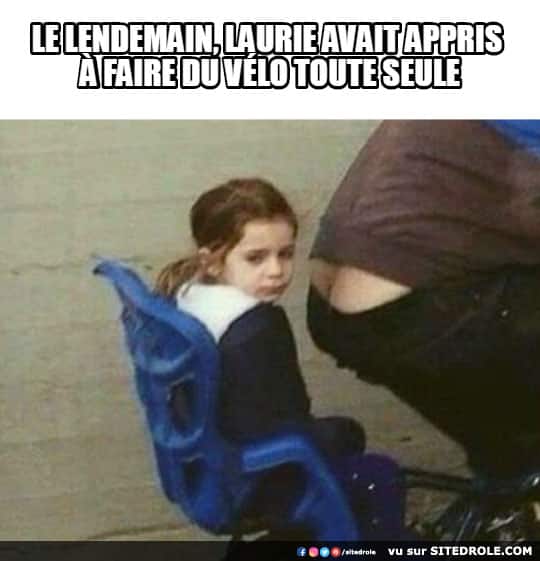 LE LENDEMAIN, LAURIE AVAIT APPRIS
À FAIRE DU VÉLO TOUTE SEULE
/sitedrole vu sur SITEDROLE.COM